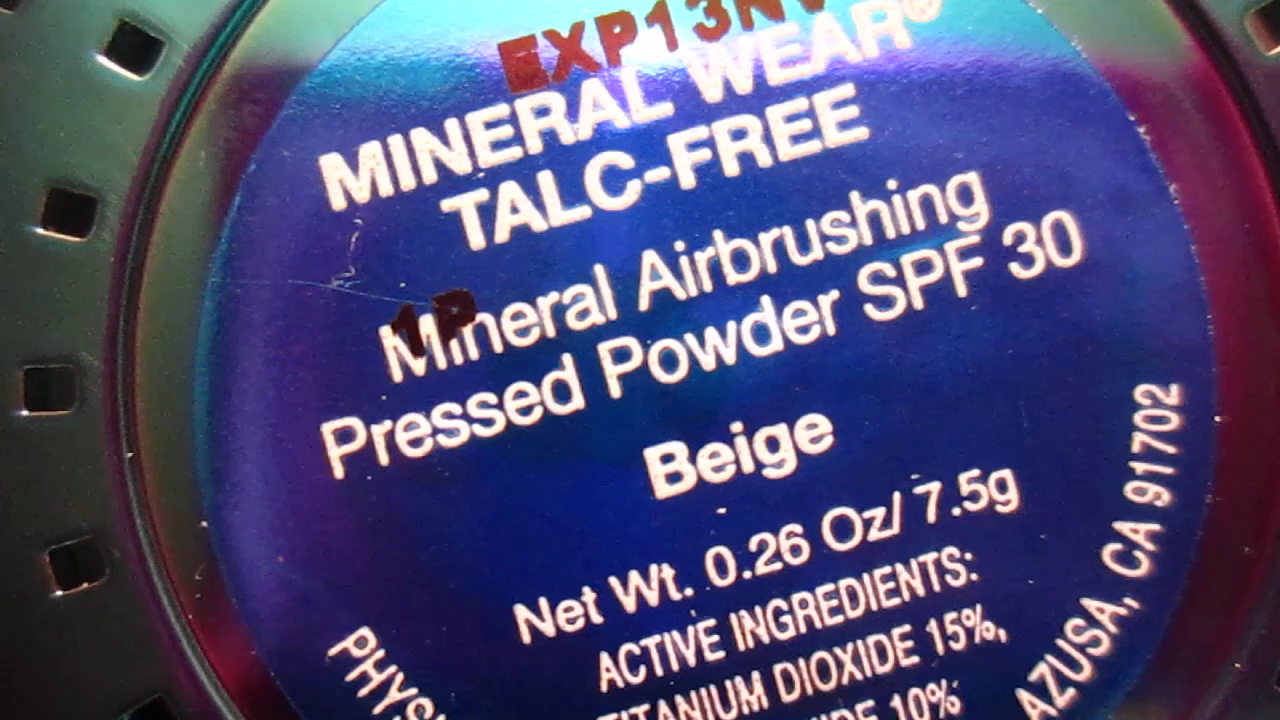 EXP13NV
MINERAL WEAR®
TALC-FREE
Mineral Airbrushing
1P
Pressed Powder SPF 30
Beige
Net Wt. 0.26 Oz/ 7.5g
ACTIVE INGREDIENTS:
TITANIUM DIOXIDE 15%,
10%
AZUSA, CA 91702